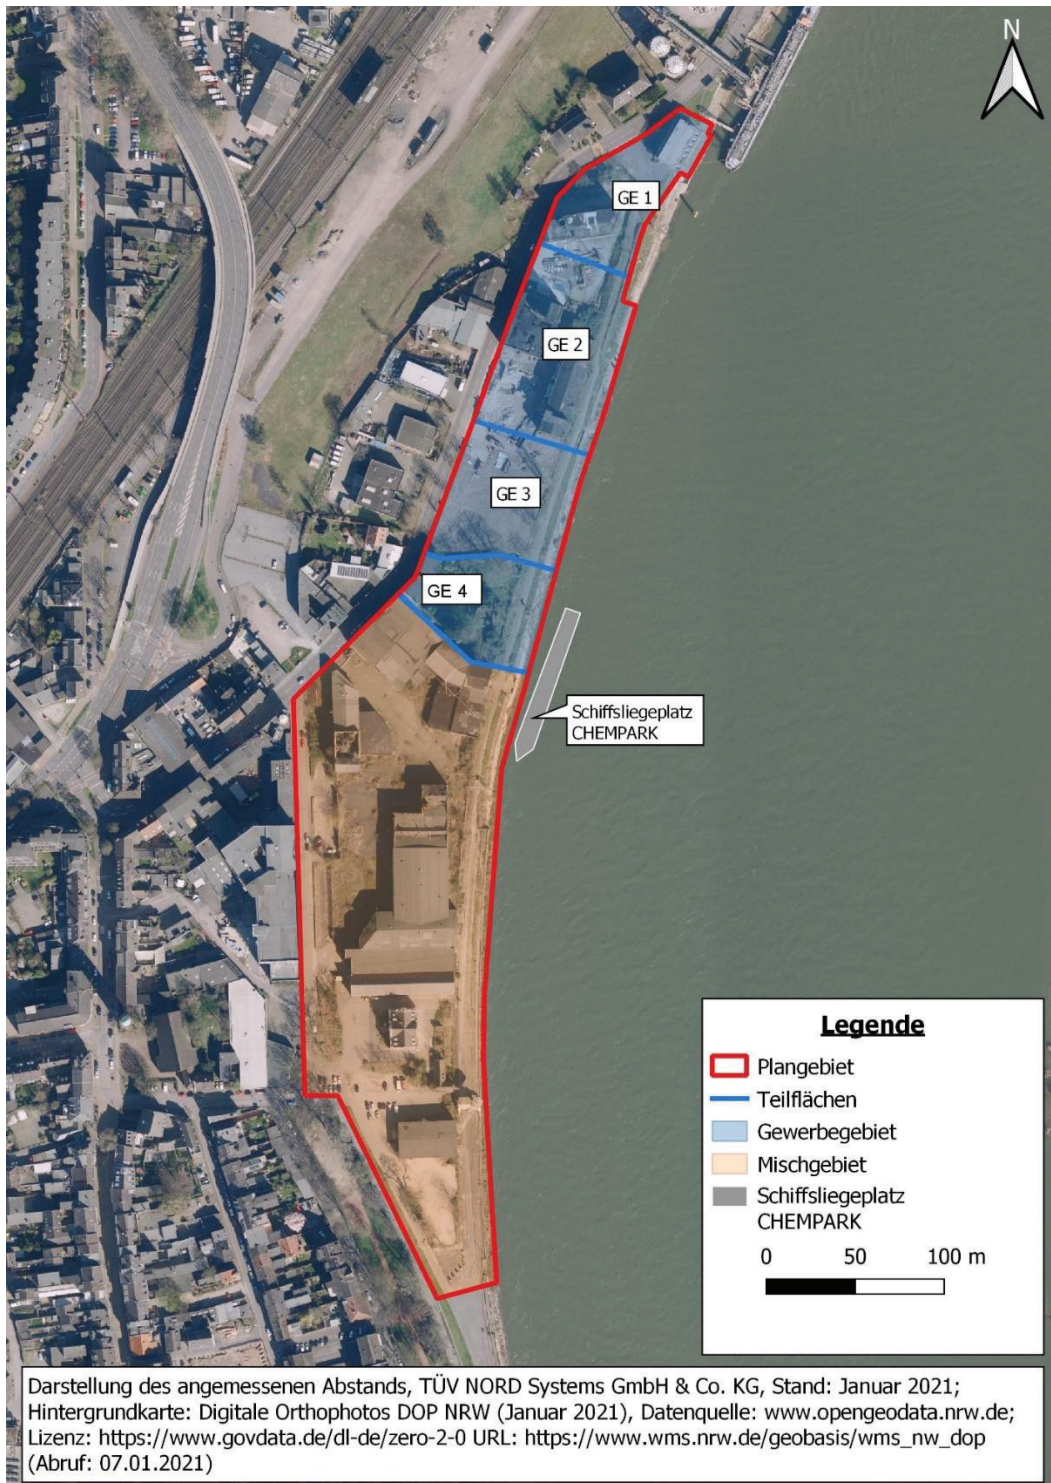 N
GE 1
GE 2
GE 3
GE 4
Schiffsliegeplatz
CHEMPARK
Legende
Plangebiet
Teilflächen
Gewerbegebiet
Mischgebiet
Schiffsliegeplatz
CHEMPARK
0 50 100 m
Darstellung des angemessenen Abstands, TÜV NORD Systems GmbH & Co. KG, Stand: Januar 2021;
Hintergrundkarte: Digitale Orthophotos DOP NRW (Januar 2021), Datenquelle: www.opengeodata.nrw.de;
Lizenz: https://www.govdata.de/dl-de/zero-2-0 URL: https://www.wms.nrw.de/geobasis/wms_nw_dop
(Abruf: 07.01.2021)